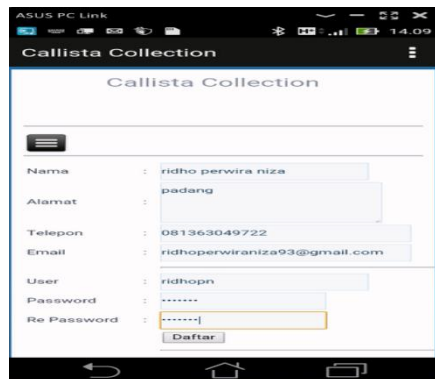 ASUS PC Link
14.09
Callista Collection
Callista Collection
Nama : ridho perwira niza
Alamat : padang
Telepon : 081363049722
Email : ridhoperwiraniza93@gmail.com
User : ridhopn
Password : •••••••
Re Password : •••••••
Daftar